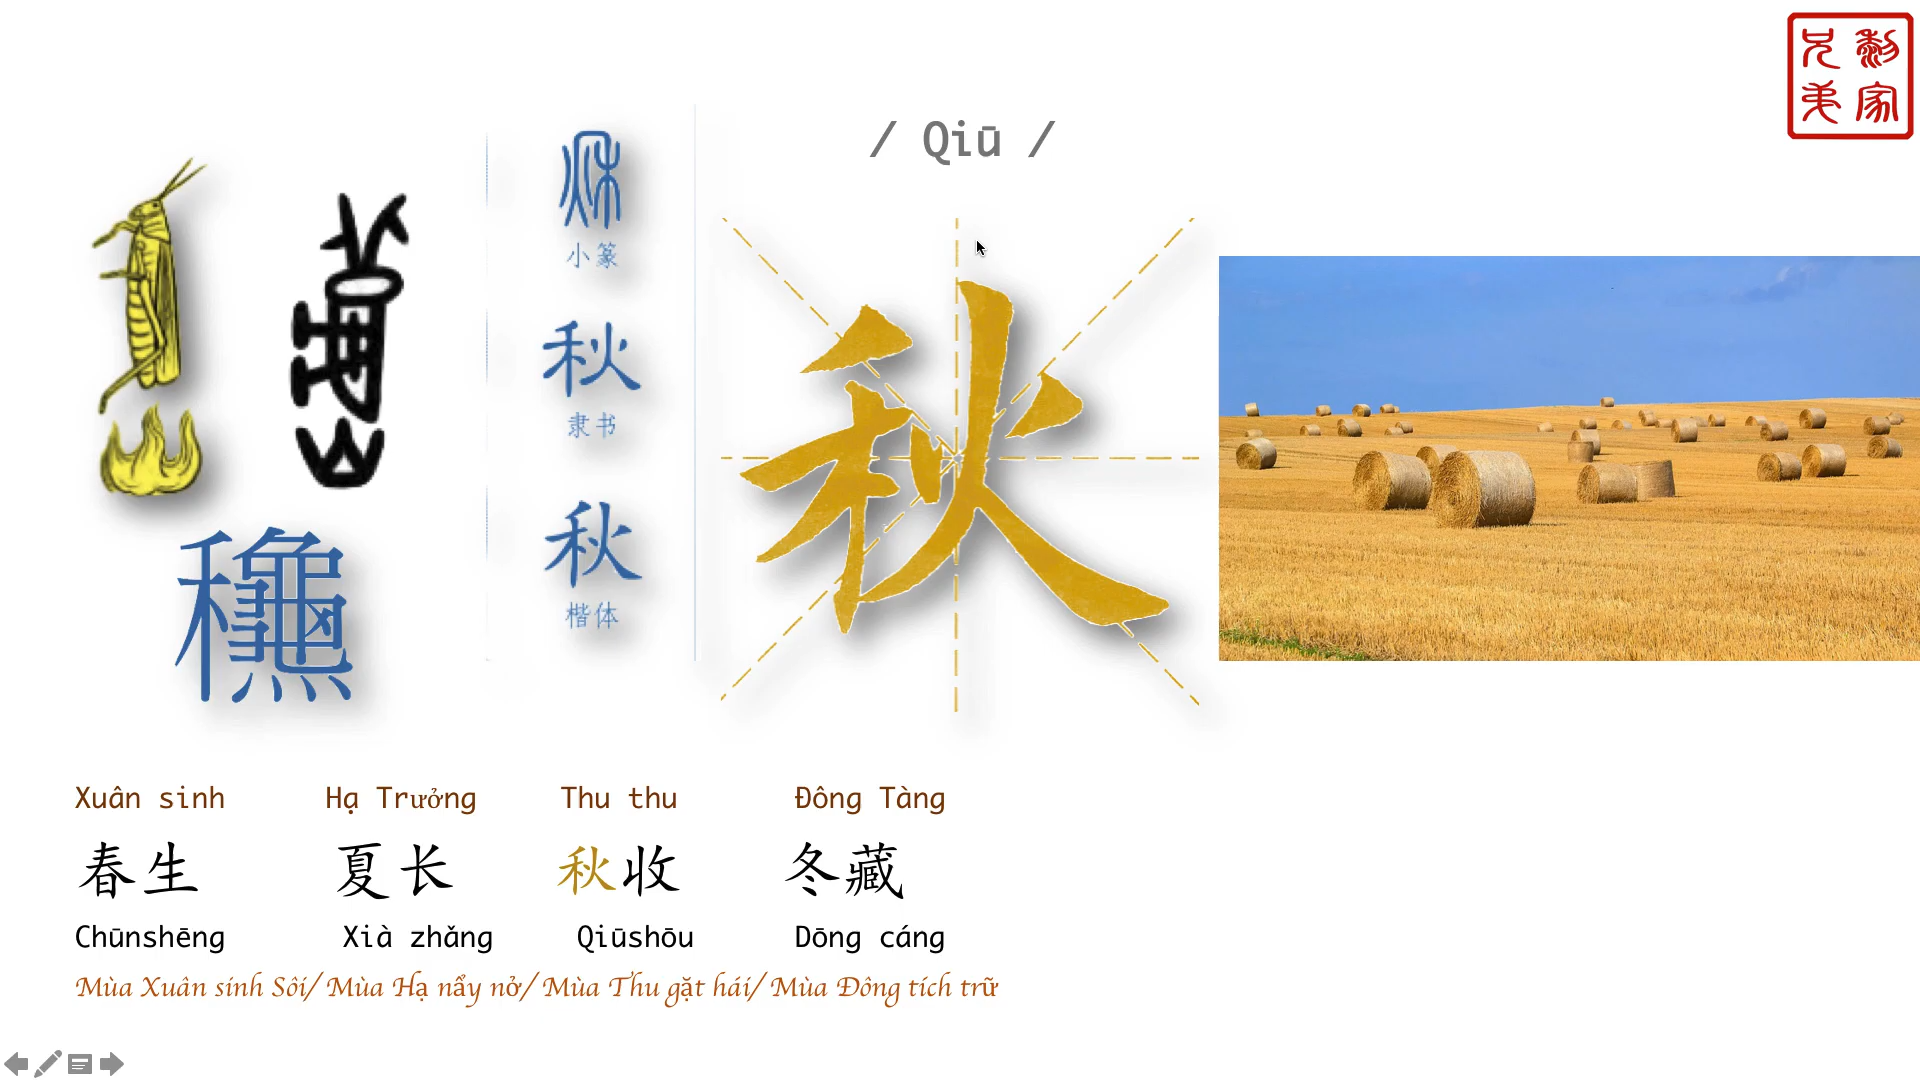 / Qiū /
小篆
秋
隶书
秋
楷体
秋
龝
Xuân sinh Hạ Trưởng Thu thu Đông Tàng
春生 夏长 秋收 冬藏
Chūnshēng Xià zhǎng Qiūshōu Dōng cáng
Mùa Xuân sinh Sôi/ Mùa Hạ nẩy nở/ Mùa Thu gặt hái/ Mùa Đông tích trữ